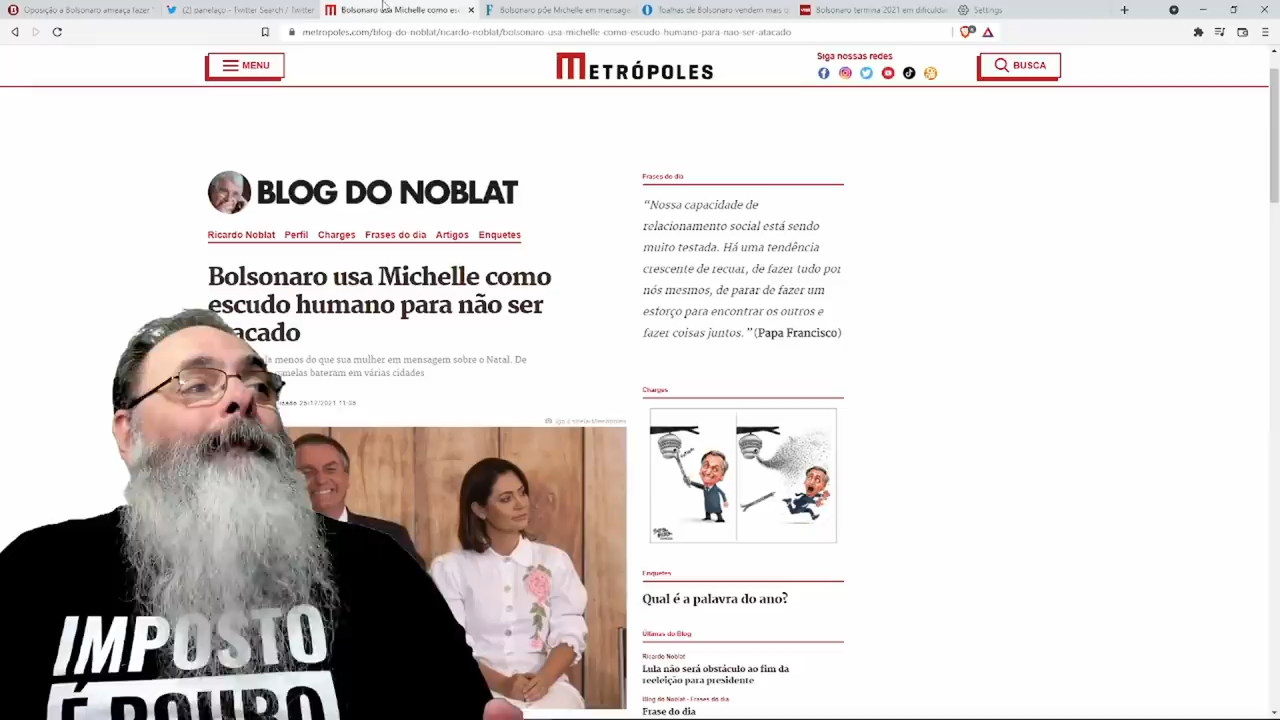 Oposição a Bolsonaro ameaça fazer
(2) panelaço - Twitter Search / Twitter
Bolsonaro usa Michelle como esc
Bolsonaro põe Michelle em mensagem
Toalhas de Bolsonaro vendem mais q
Bolsonaro termina 2021 em dificuldad
Settings
metropoles.com/blog-do-noblat/ricardo-noblat/bolsonaro-usa-michelle-como-escudo-humano-para-nao-ser-atacado
MENU
METRÓPOLES
Siga nossas redes
BUSCA
BLOG DO NOBLAT
Ricardo Noblat Perfil Charges Frases do dia Artigos Enquetes
Bolsonaro usa Michelle como
escudo humano para não ser
atacado
menos do que sua mulher em mensagem sobre o Natal. De
bateram em várias cidades
11:06
Frases do dia
“Nossa capacidade de
relacionamento social está sendo
muito testada. Há uma tendência
crescente de recuar, de fazer tudo por
nós mesmos, de parar de fazer um
esforço para encontrar os outros e
fazer coisas juntos. ” (Papa Francisco)
Charges
Enquetes
Qual é a palavra do ano?
Últimas do Blog
Ricardo Noblat
Lula não será obstáculo ao fim da
reeleição para presidente
Blog do Noblat - Frases do dia
Frase do dia
IMPOSTO
É ROUBO